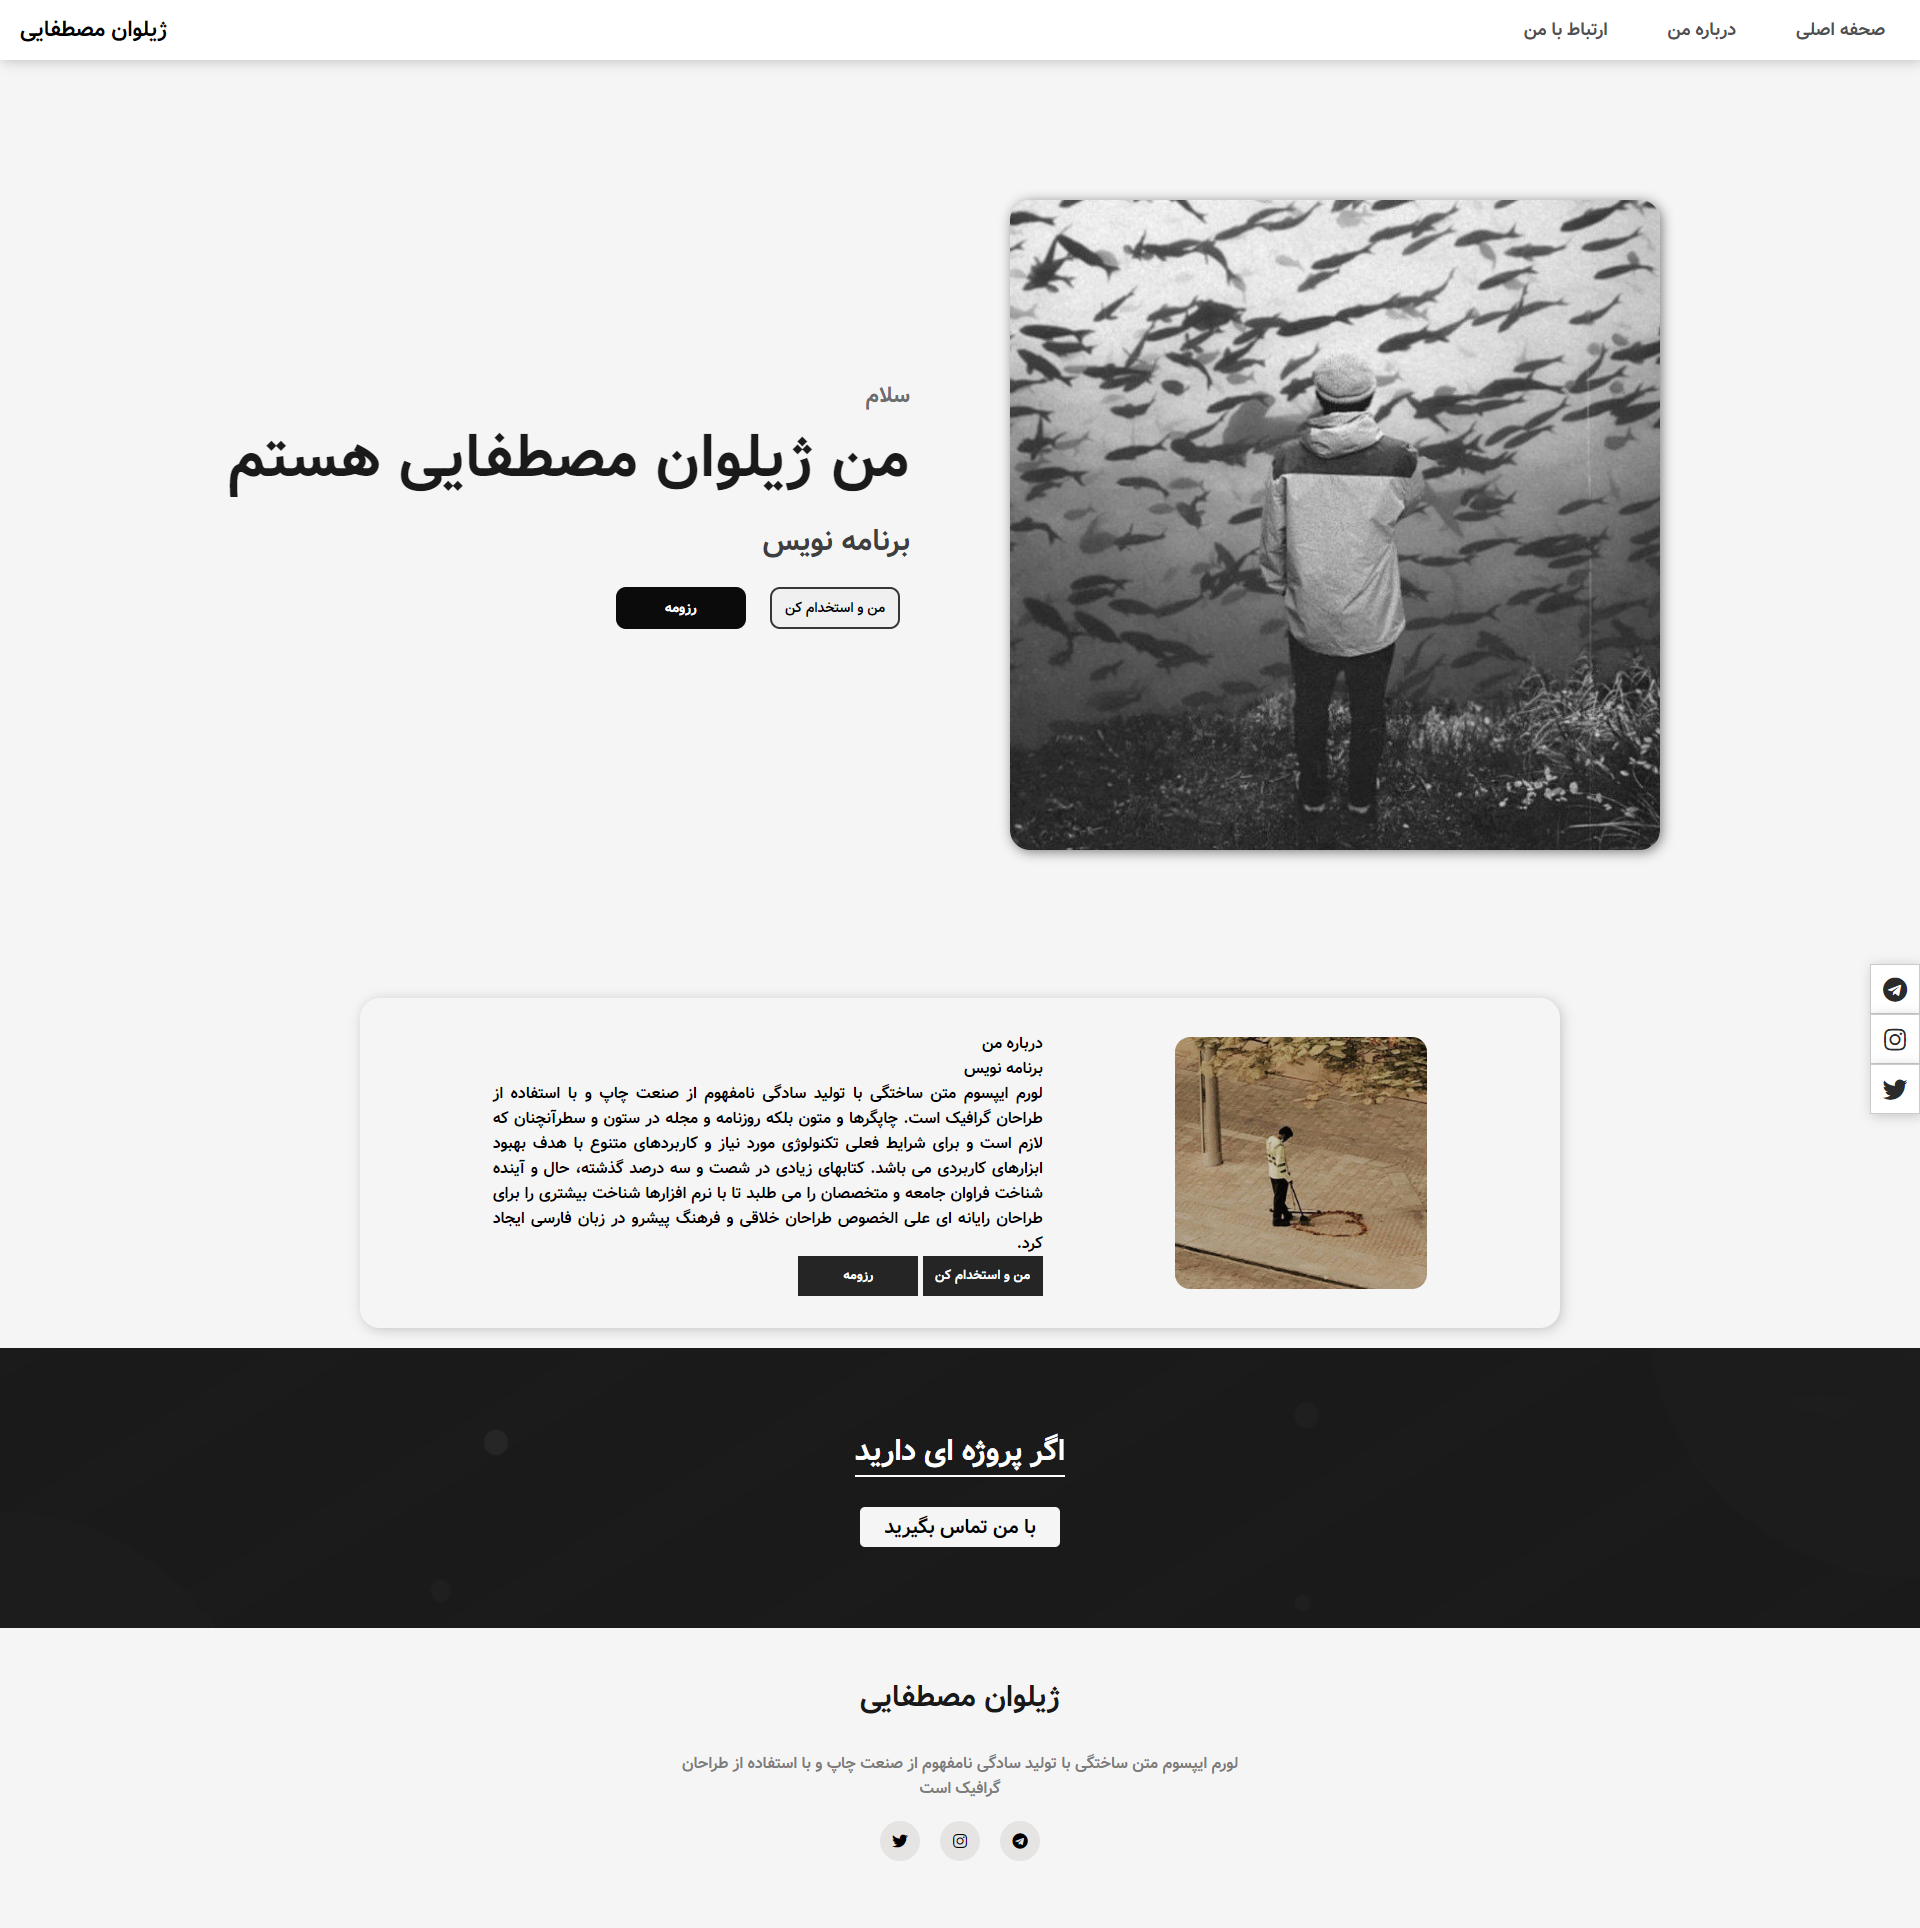 صحفه اصلی
درباره من
ارتباط با من
ژیلوان مصطفایی
سلام
من ژیلوان مصطفایی هستم
برنامه نویس
من و استخدام کن
رزومه
درباره من
برنامه نویس
لورم ایپسوم متن ساختگی با تولید سادگی نامفهوم از صنعت چاپ و با استفاده از
طراحان گرافیک است. چاپگرها و متون بلکه روزنامه و مجله در ستون و سطرآنچنان که
لازم است و برای شرایط فعلی تکنولوژی مورد نیاز و کاربردهای متنوع با هدف بهبود
ابزارهای کاربردی می باشد. کتابهای زیادی در شصت و سه درصد گذشته، حال و آینده
شناخت فراوان جامعه و متخصصان را می طلبد تا با نرم افزارها شناخت بیشتری را برای
طراحان رایانه ای علی الخصوص طراحان خلاقی و فرهنگ پیشرو در زبان فارسی ایجاد
کرد.
من و استخدام کن
رزومه
اگر پروژه ای دارید
با من تماس بگیرید
ژیلوان مصطفایی
لورم ایپسوم متن ساختگی با تولید سادگی نامفهوم از صنعت چاپ و با استفاده از طراحان
گرافیک است